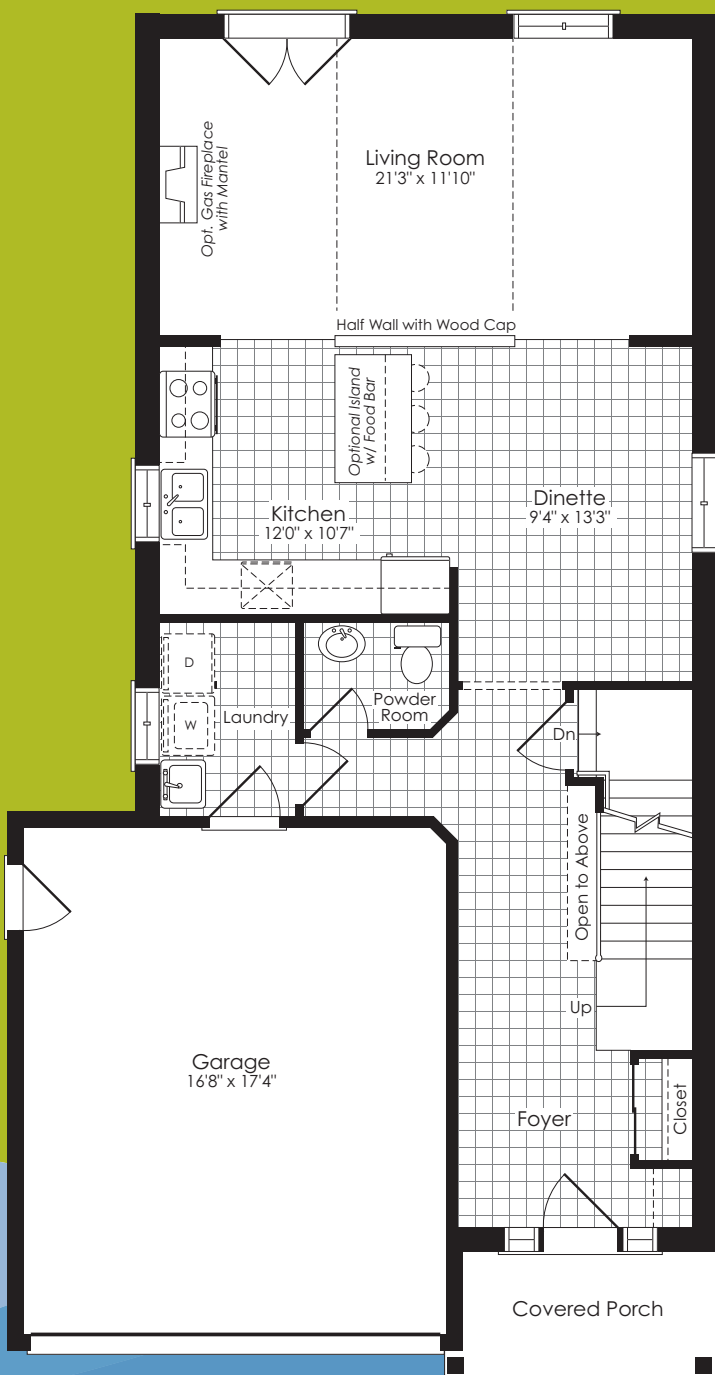 Living Room
21'3" x 11'10"
Opt. Gas Fireplace
with Mantel
Half Wall with Wood Cap
Optional Island
w/ Food Bar
Kitchen
12'0" x 10'7"
Dinette
9'4" x 13'3"
D
W
Laundry
Powder
Room
Dn
Open to Above
Up
Garage
16'8" x 17'4"
Foyer
Closet
Covered Porch